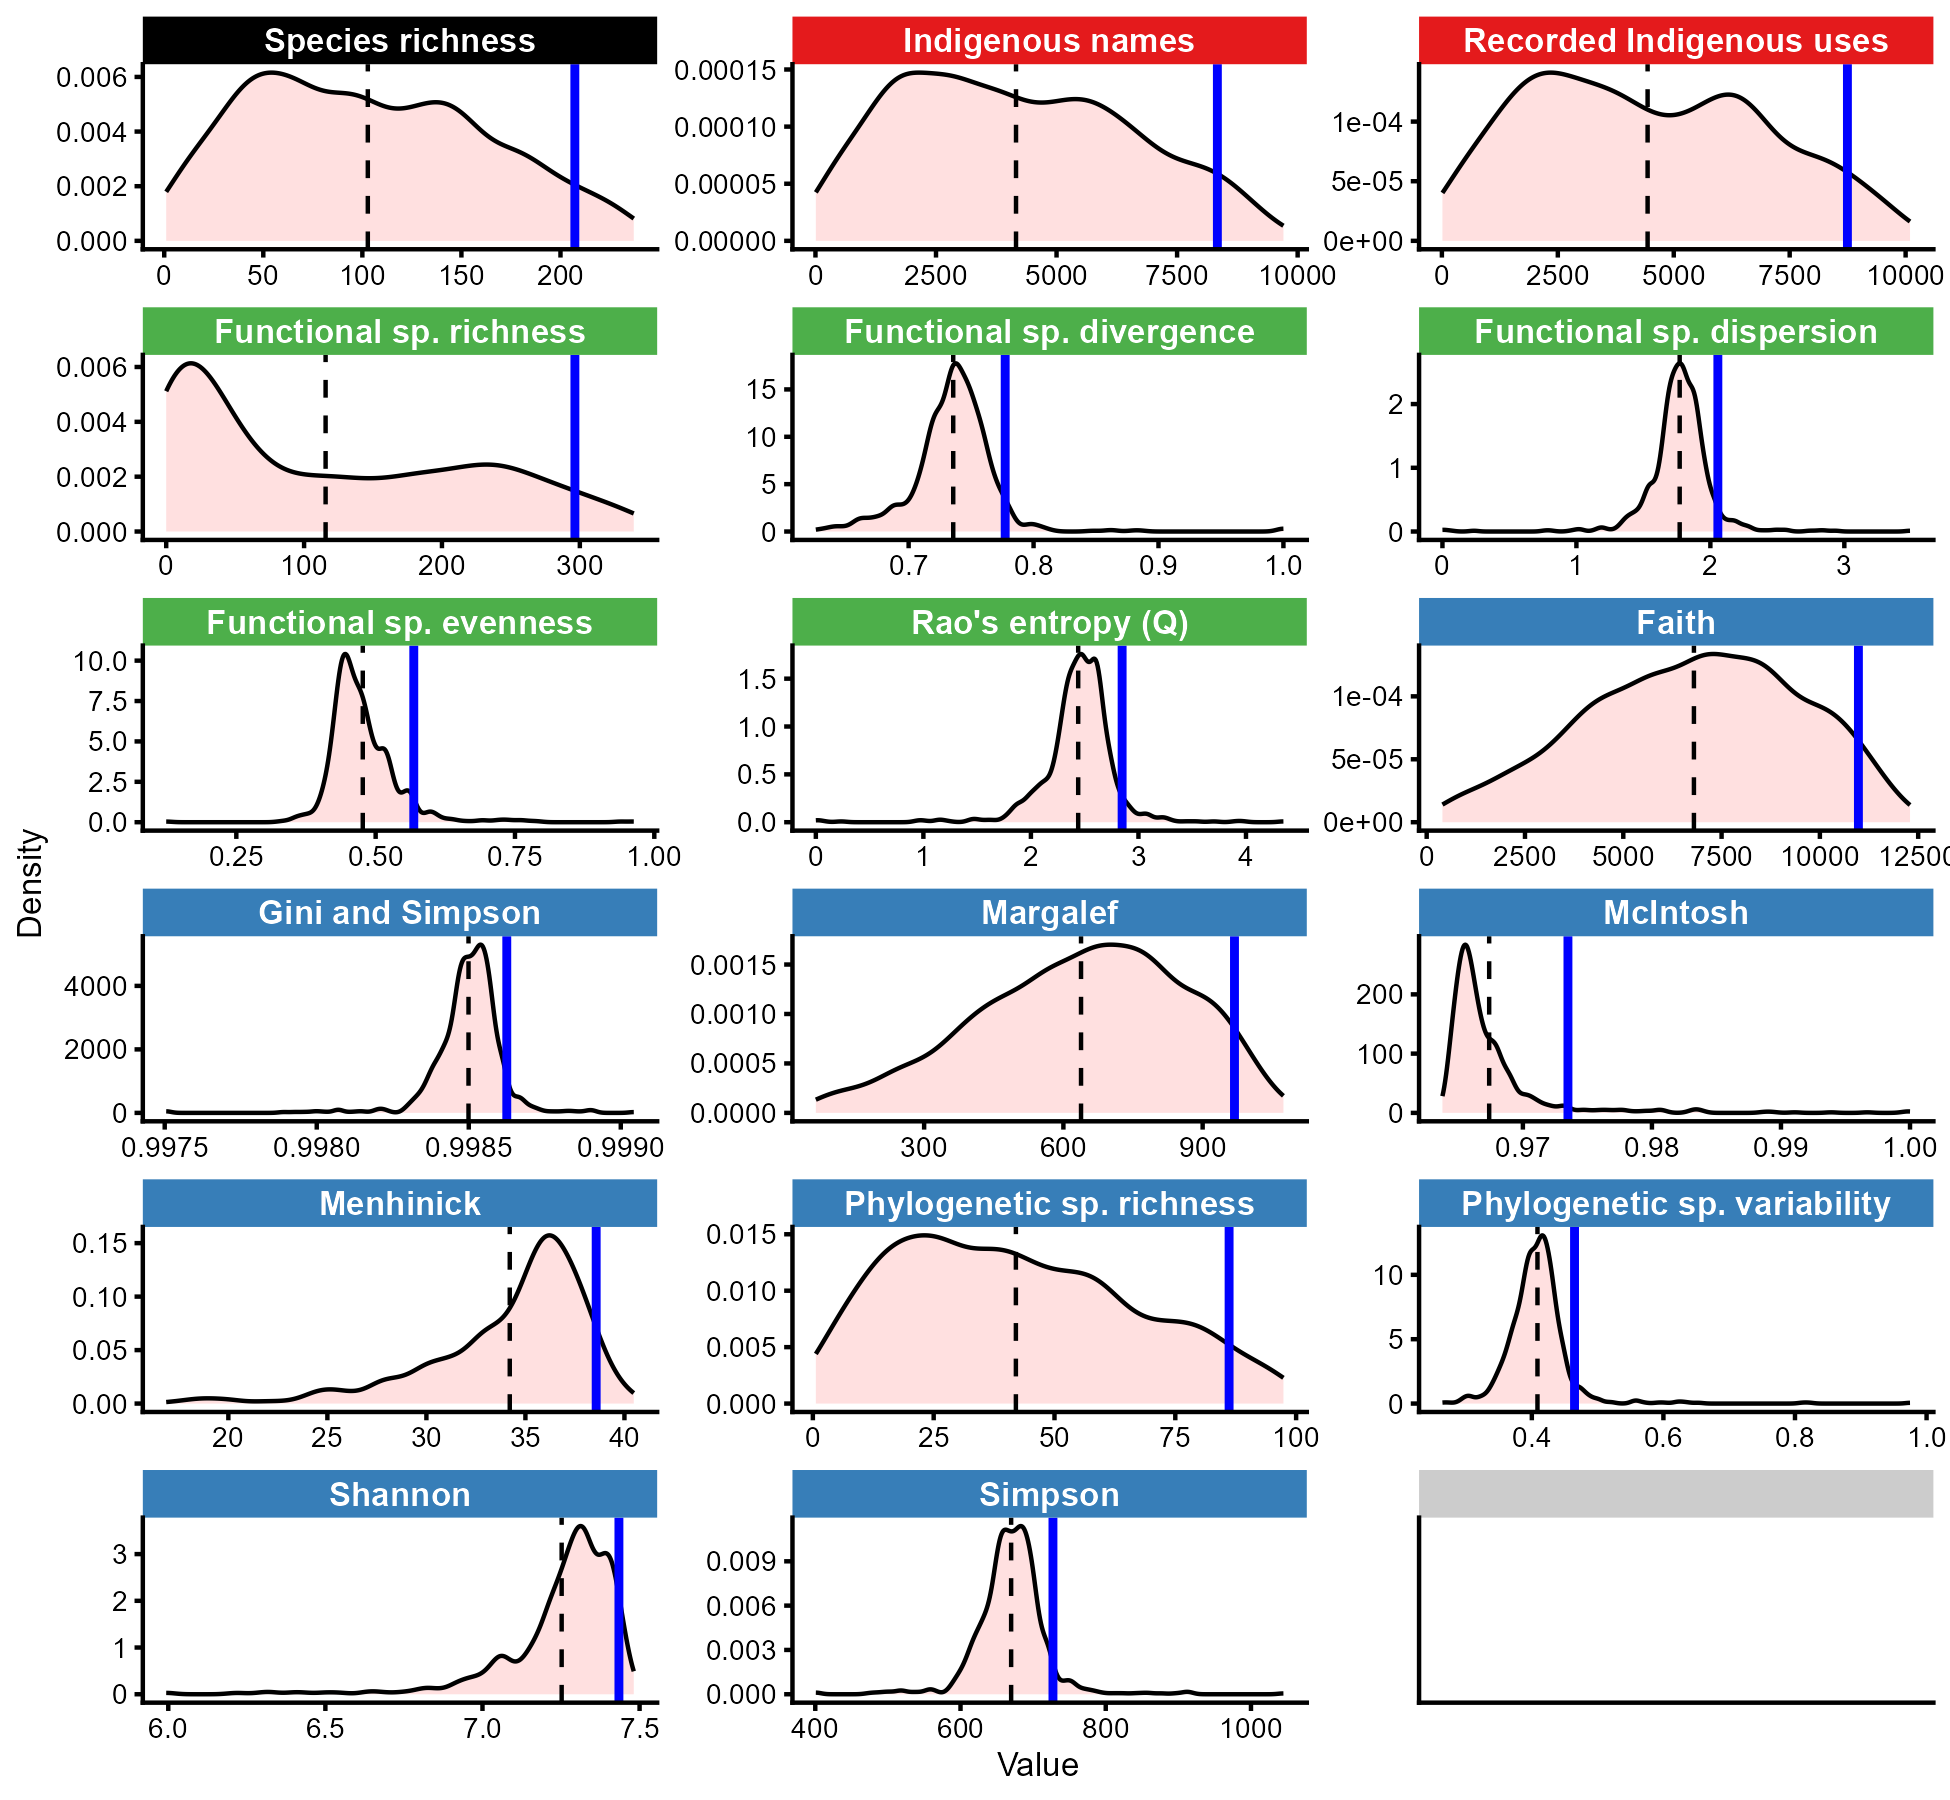 Species richness
Indigenous names
Recorded Indigenous uses
0.006
0.004
0.002
0.000
0 50 100 150 200
0.00015
0.00010
0.00005
0.00000
0 2500 5000 7500 10000
1e-04
5e-05
0e+00
0 2500 5000 7500 10000
Functional sp. richness
Functional sp. divergence
Functional sp. dispersion
0.006
0.004
0.002
0.000
0 100 200 300
15
10
5
0
0.7 0.8 0.9 1.0
2
1
0
0 1 2 3
Functional sp. evenness
Rao's entropy (Q)
Faith
10.0
7.5
5.0
2.5
0.0
0.25 0.50 0.75 1.00
1.5
1.0
0.5
0.0
0 1 2 3 4
1e-04
5e-05
0e+00
0 2500 5000 7500 10000 12500
Density
Gini and Simpson
Margalef
McIntosh
4000
2000
0
0.9975 0.9980 0.9985 0.9990
0.0015
0.0010
0.0005
0.0000
300 600 900
200
100
0
0.97 0.98 0.99 1.00
Menhinick
Phylogenetic sp. richness
Phylogenetic sp. variability
0.15
0.10
0.05
0.00
20 25 30 35 40
0.015
0.010
0.005
0.000
0 25 50 75 100
10
5
0
0.4 0.6 0.8 1.0
Shannon
Simpson
3
2
1
0
6.0 6.5 7.0 7.5
0.009
0.006
0.003
0.000
400 600 800 1000
Value